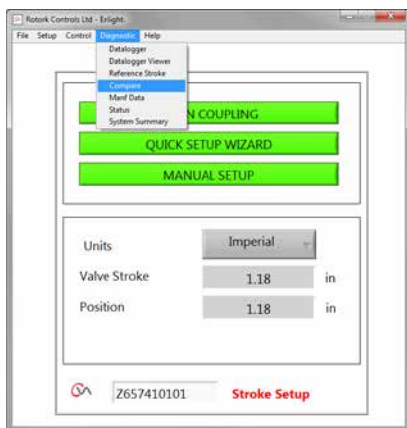 Rotork Controls Ltd - Enlight.
File Setup Control Diagnostic Help
Datalogger
Datalogger Viewer
Reference Stroke
Compare
Manf Data
Status
System Summary
N COUPLING
QUICK SETUP WIZARD
MANUAL SETUP
Units Imperial
Valve Stroke 1.18 in
Position 1.18 in
Z657410101 Stroke Setup